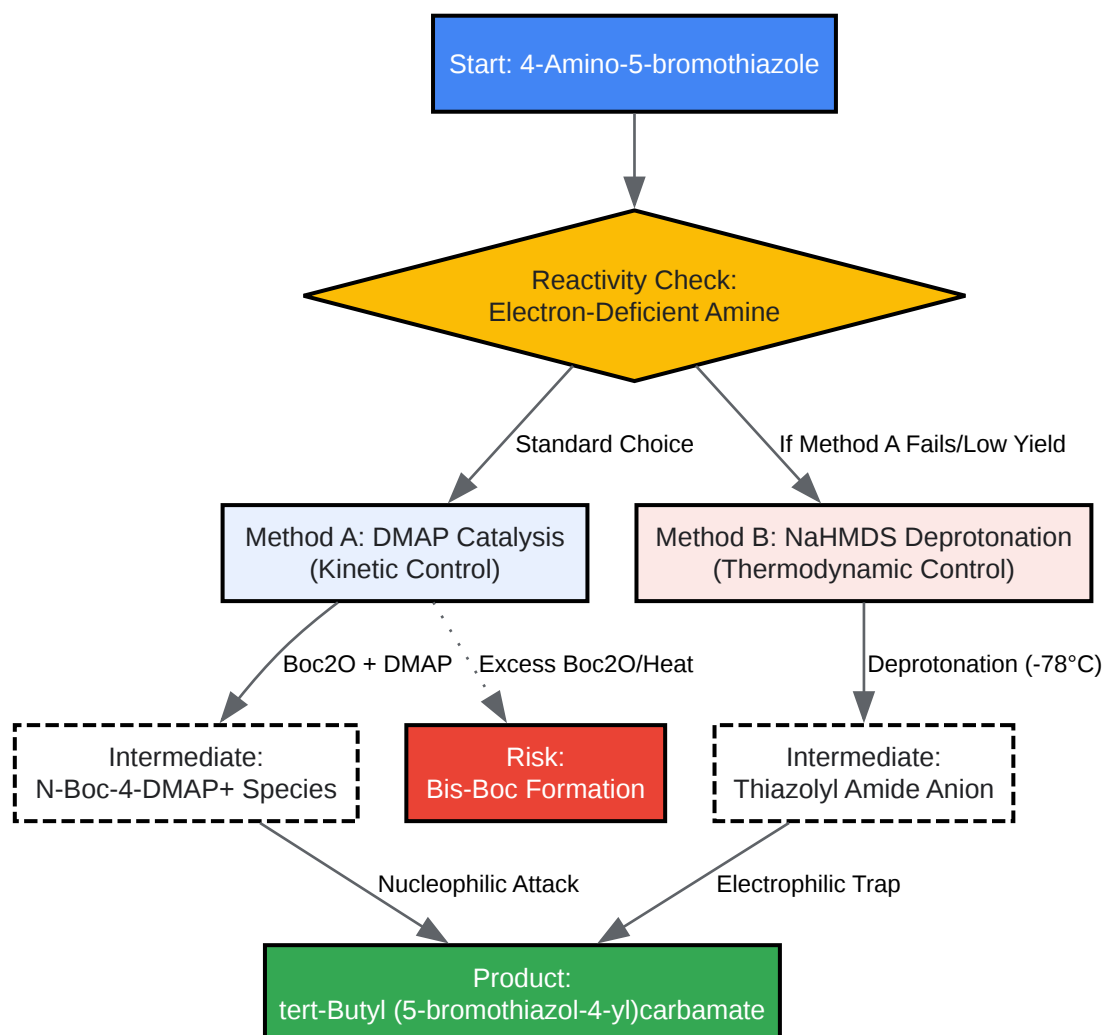 Start: 4-Amino-5-bromothiazole
Reactivity Check:
Electron-Deficient Amine
Standard Choice
If Method A Fails/Low Yield
Method A: DMAP Catalysis
(Kinetic Control)
Method B: NaHMDS Deprotonation
(Thermodynamic Control)
Boc2O + DMAP
Excess Boc2O/Heat
Deprotonation (-78°C)
Intermediate:
N-Boc-4-DMAP+ Species
Risk:
Bis-Boc Formation
Intermediate:
Thiazolyl Amide Anion
Nucleophilic Attack
Electrophilic Trap
Product:
tert-Butyl (5-bromothiazol-4-yl)carbamate